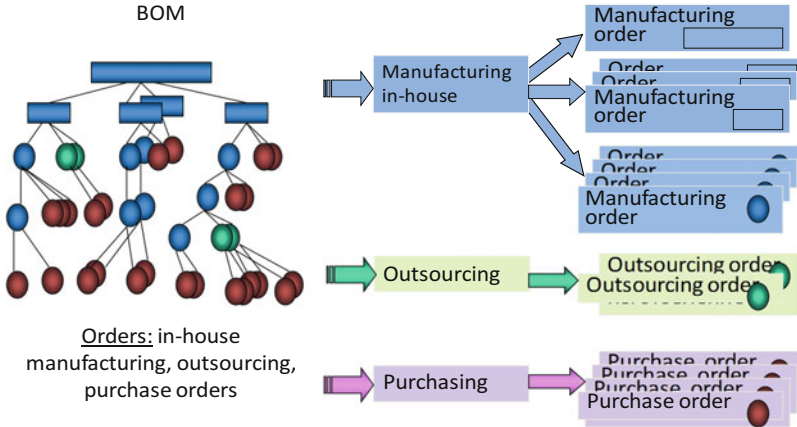 BOM
Orders: in-house
manufacturing, outsourcing,
purchase orders
Manufacturing
in-house
Manufacturing
order
Order
Order
Manufacturing
order
Order
Order
Order
Manufacturing
order
Outsourcing
Outsourcing order
Outsourcing order
Purchasing
Purchase order
Purchase order
Purchase order
Purchase order